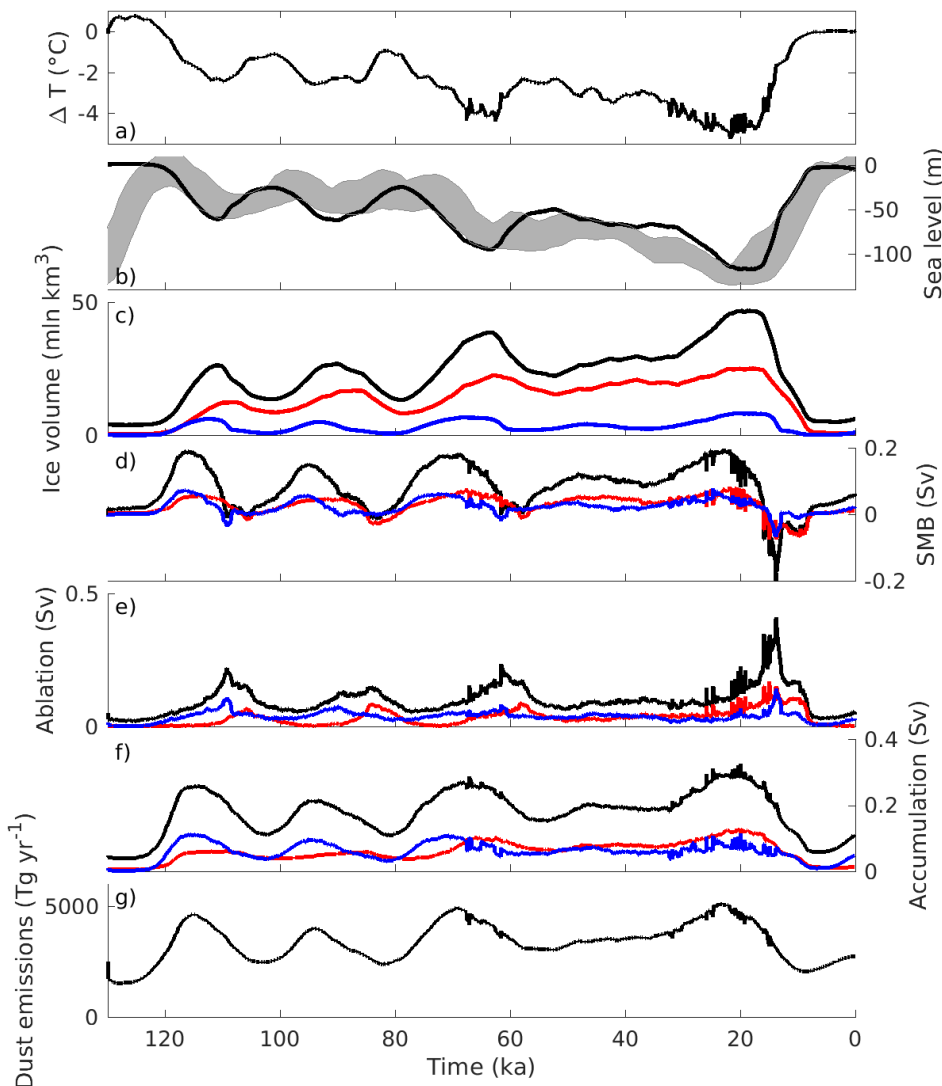 0
-2
-4
Δ T (°C)
a)
0
-50
-100
Sea level (m)
b)
50
0
Ice volume (mln km³)
c)
0.2
0
-0.2
SMB (Sv)
d)
0.5
0
Ablation (Sv)
e)
0.4
0.2
0
Accumulation (Sv)
f)
5000
0
Dust emissions (Tg yr⁻¹)
g)
120 100 80 60 40 20 0
Time (ka)